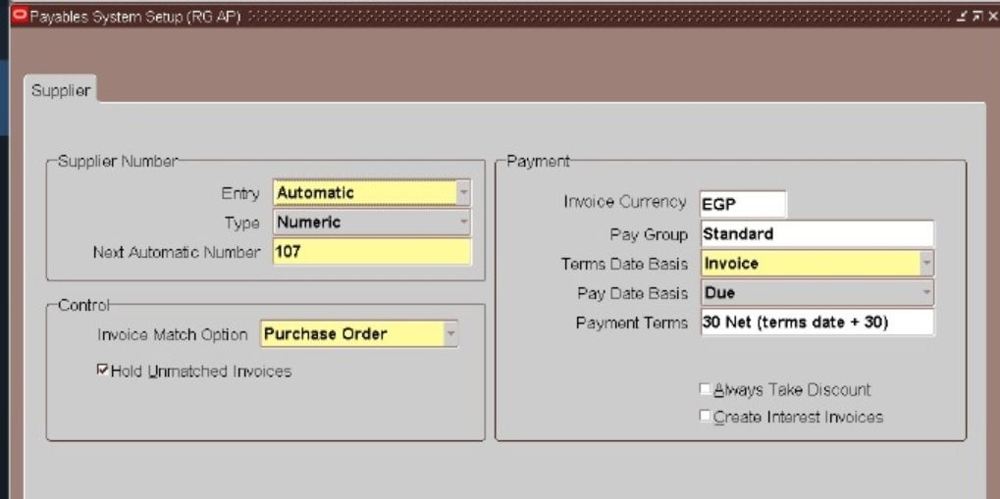 Payables System Setup (RG AP)
Supplier
Supplier Number
Entry Automatic
Type Numeric
Next Automatic Number 107
Control
Invoice Match Option Purchase Order
Hold Unmatched Invoices
Payment
Invoice Currency EGP
Pay Group Standard
Terms Date Basis Invoice
Pay Date Basis Due
Payment Terms 30 Net (terms date + 30)
Always Take Discount
Create Interest Invoices